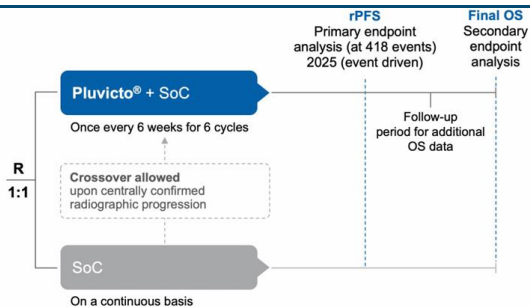 rPFS
Primary endpoint
analysis (at 418 events)
2025 (event driven)
Final OS
Secondary
endpoint
analysis
Pluvicto® + SoC
Once every 6 weeks for 6 cycles
Follow-up
period for additional
OS data
R
1:1
Crossover allowed
upon centrally confirmed
radiographic progression
SoC
On a continuous basis